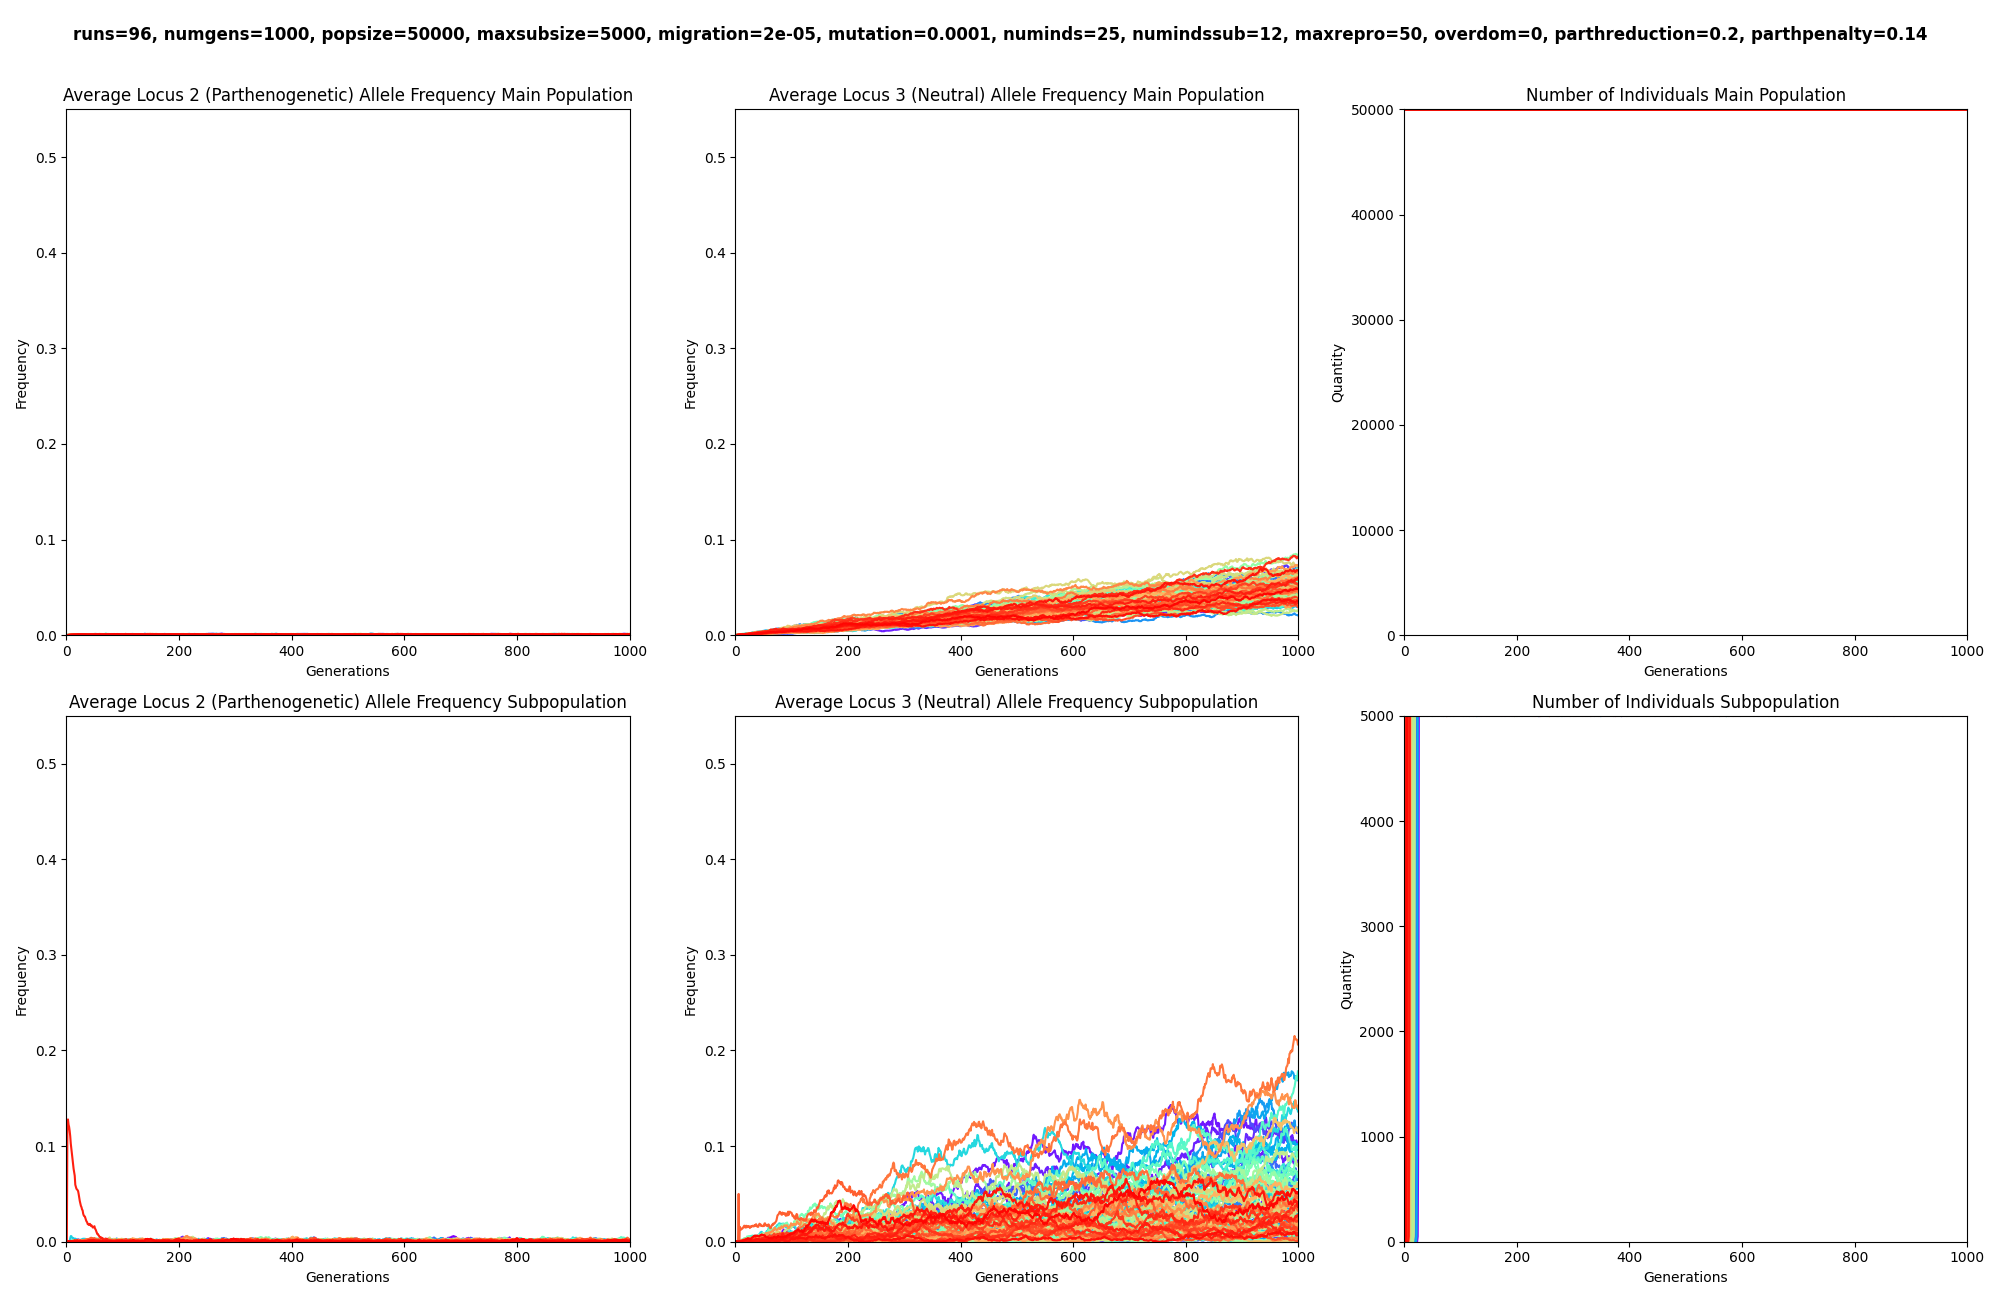 runs=96, numgens=1000, popsize=50000, maxsubsize=5000, migration=2e-05, mutation=0.0001, numinds=25, numindssub=12, maxrepro=50, overdom=0, parthreduction=0.2, parthpenalty=0.14
Average Locus 2 (Parthenogenetic) Allele Frequency Main Population
Frequency
0.5
0.4
0.3
0.2
0.1
0.0
0 200 400 600 800 1000
Generations
Average Locus 3 (Neutral) Allele Frequency Main Population
Frequency
0.5
0.4
0.3
0.2
0.1
0.0
0 200 400 600 800 1000
Generations
Number of Individuals Main Population
Quantity
50000
40000
30000
20000
10000
0
0 200 400 600 800 1000
Generations
Average Locus 2 (Parthenogenetic) Allele Frequency Subpopulation
Frequency
0.5
0.4
0.3
0.2
0.1
0.0
0 200 400 600 800 1000
Generations
Average Locus 3 (Neutral) Allele Frequency Subpopulation
Frequency
0.5
0.4
0.3
0.2
0.1
0.0
0 200 400 600 800 1000
Generations
Number of Individuals Subpopulation
Quantity
5000
4000
3000
2000
1000
0
0 200 400 600 800 1000
Generations